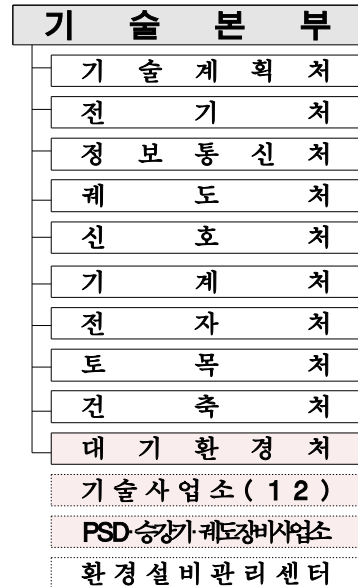 기 술 본 부
기 술 계 획 처
전 기 처
정 보 통 신 처
궤 도 처
신 호 처
기 계 처
전 자 처
토 목 처
건 축 처
대 기 환 경 처
기 술 사 업 소 ( 1 2 )
PSD·승강기·궤도장비사업소
환 경 설 비 관 리 센 터